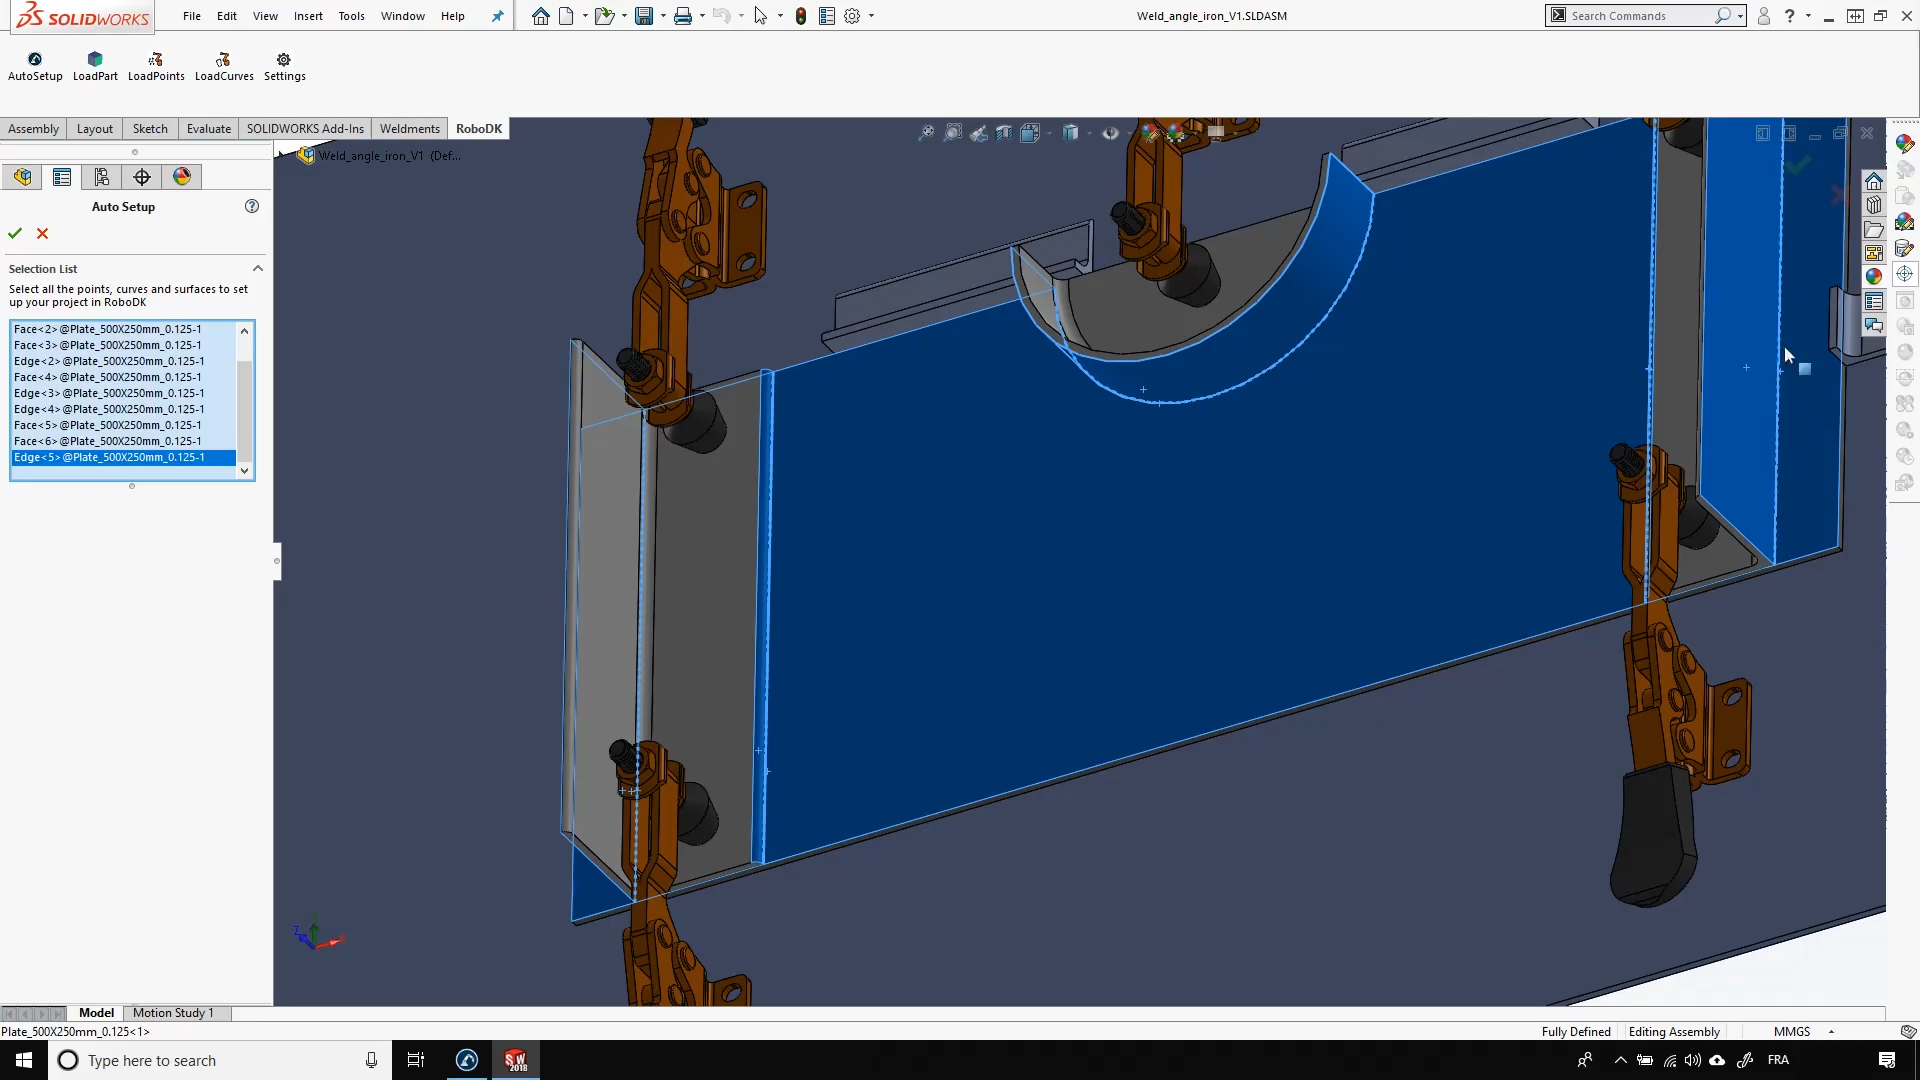 SOLIDWORKS
File Edit View Insert Tools Window Help
Weld_angle_iron_V1.SLDASM
Search Commands
?
AutoSetup LoadPart LoadPoints LoadCurves Settings
Assembly Layout Sketch Evaluate SOLIDWORKS Add-Ins Weldments RoboDK
Weld_angle_iron_V1 (Def...
Auto Setup
?
Selection List
Select all the points, curves and surfaces to set
up your project in RoboDK
Face<2>@Plate_500X250mm_0.125-1
Face<3>@Plate_500X250mm_0.125-1
Edge<2>@Plate_500X250mm_0.125-1
Face<4>@Plate_500X250mm_0.125-1
Edge<3>@Plate_500X250mm_0.125-1
Edge<4>@Plate_500X250mm_0.125-1
Face<5>@Plate_500X250mm_0.125-1
Face<6>@Plate_500X250mm_0.125-1
Edge<5>@Plate_500X250mm_0.125-1
Z
Model Motion Study 1
Plate_500X250mm_0.125<1>
Fully Defined Editing Assembly MMGS
Type here to search
SW
2018
FRA